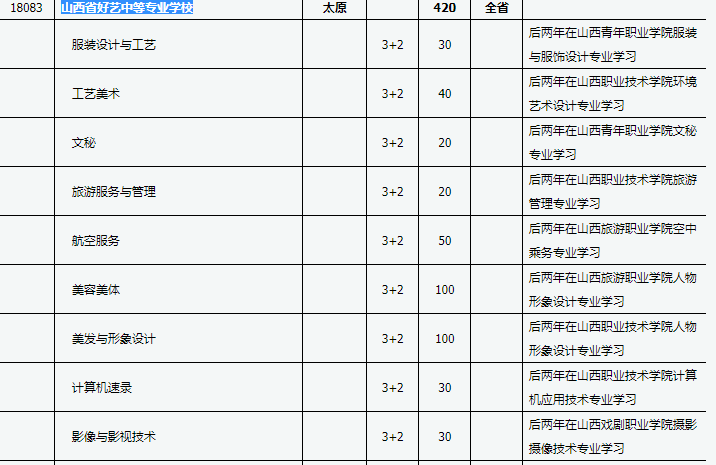 18083 山西省好艺中等专业学校 太原 420 全省
服装设计与工艺 3+2 30 后两年在山西青年职业学院服装
与服饰设计专业学习
工艺美术 3+2 40 后两年在山西职业技术学院环境
艺术设计专业学习
文秘 3+2 20 后两年在山西青年职业学院文秘
专业学习
旅游服务与管理 3+2 20 后两年在山西职业技术学院旅游
管理专业学习
航空服务 3+2 50 后两年在山西旅游职业学院空中
乘务专业学习
美容美体 3+2 100 后两年在山西旅游职业学院人物
形象设计专业学习
美发与形象设计 3+2 100 后两年在山西职业技术学院人物
形象设计专业学习
计算机速录 3+2 30 后两年在山西职业技术学院计算
机应用技术专业学习
影像与影视技术 3+2 30 后两年在山西戏剧职业学院摄影
摄像技术专业学习